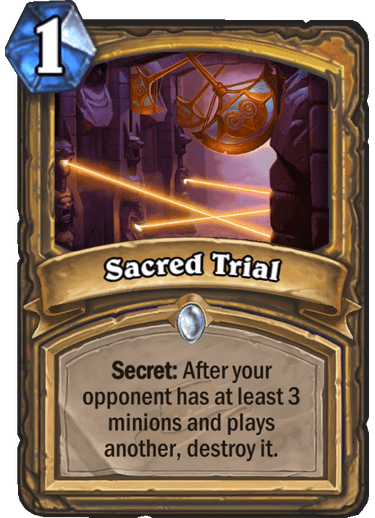 1
Sacred Trial
Secret: After your
opponent has at least 3
minions and plays
another, destroy it.